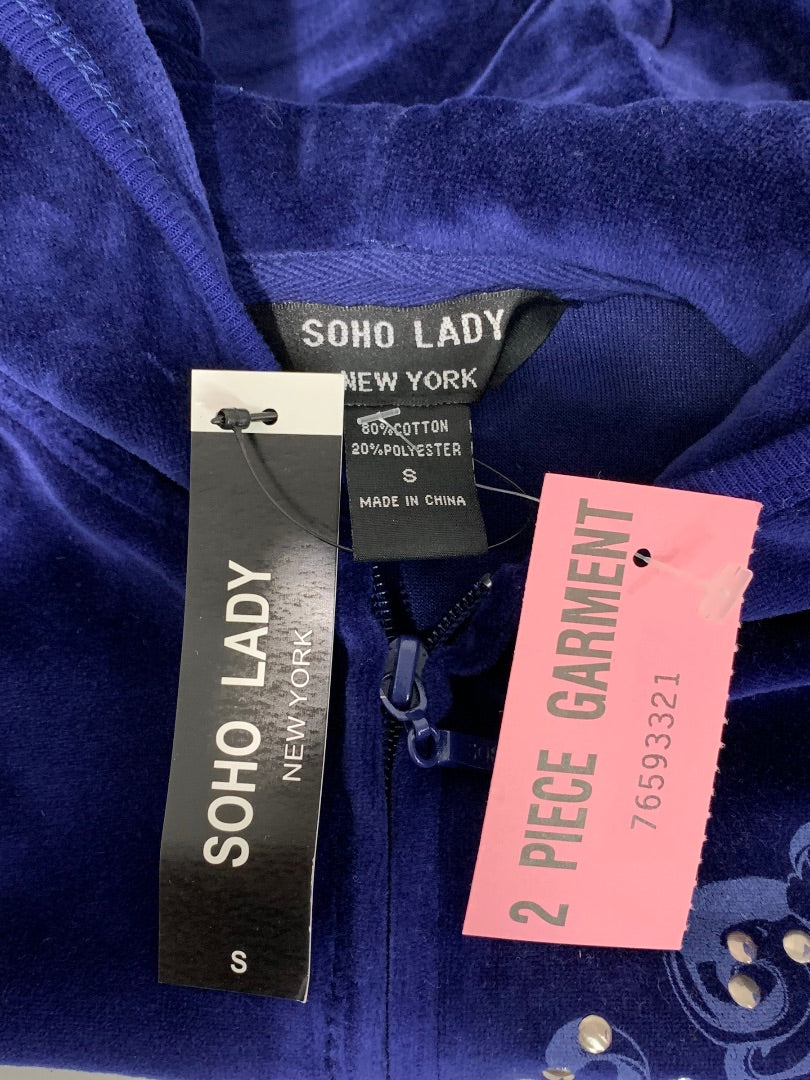 SOHO LADY
NEW YORK
80%COTTON
20%POLYESTER
S
MADE IN CHINA
SOHO LADY
NEW YORK
S
2 PIECE GARMENT
76593321